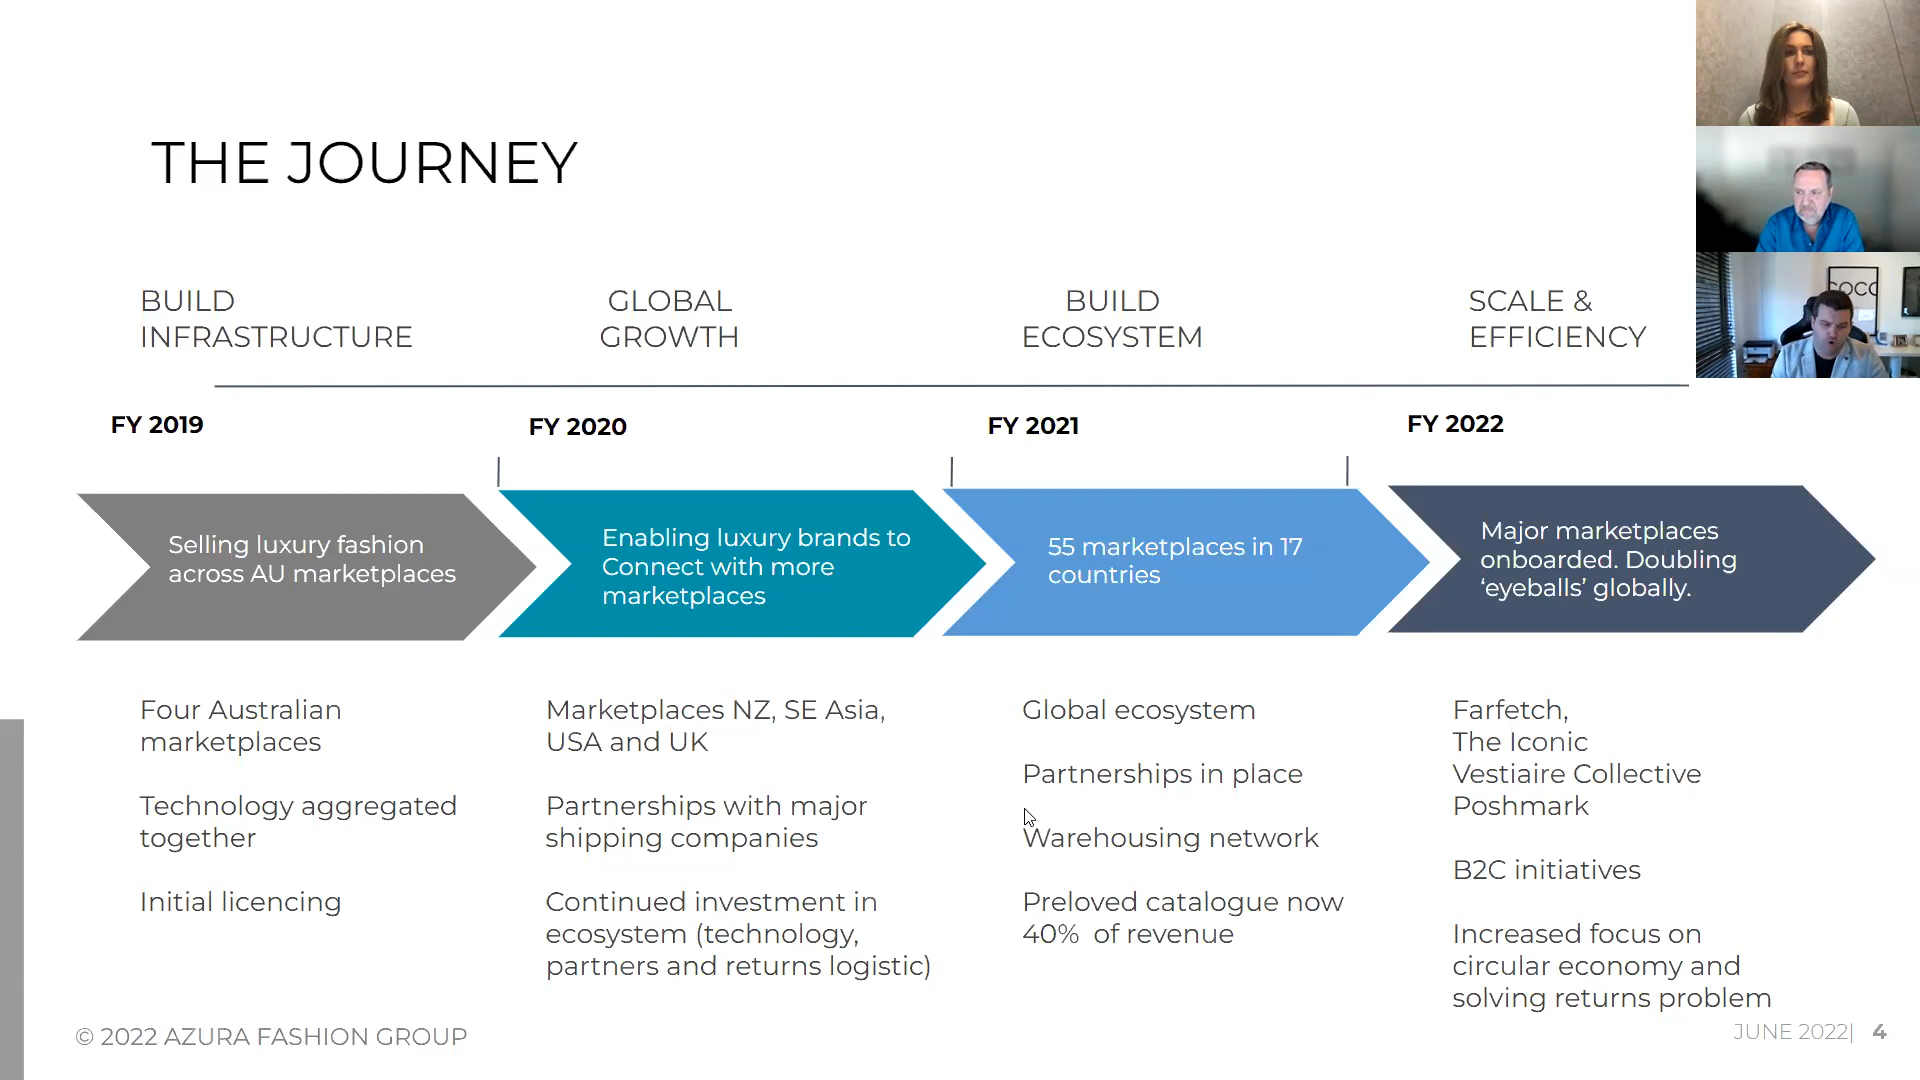 THE JOURNEY
BUILD
INFRASTRUCTURE
GLOBAL
GROWTH
BUILD
ECOSYSTEM
SCALE &
EFFICIENCY
FY 2019
FY 2020
FY 2021
FY 2022
Selling luxury fashion
across AU marketplaces
Enabling luxury brands to
Connect with more
marketplaces
55 marketplaces in 17
countries
Major marketplaces
onboarded. Doubling
‘eyeballs’ globally.
Four Australian
marketplaces
Technology aggregated
together
Initial licencing
Marketplaces NZ, SE Asia,
USA and UK
Partnerships with major
shipping companies
Continued investment in
ecosystem (technology,
partners and returns logistic)
Global ecosystem
Partnerships in place
Warehousing network
Preloved catalogue now
40% of revenue
Farfetch,
The Iconic
Vestiaire Collective
Poshmark
B2C initiatives
Increased focus on
circular economy and
solving returns problem
© 2022 AZURA FASHION GROUP
JUNE 2022| 4
COCO